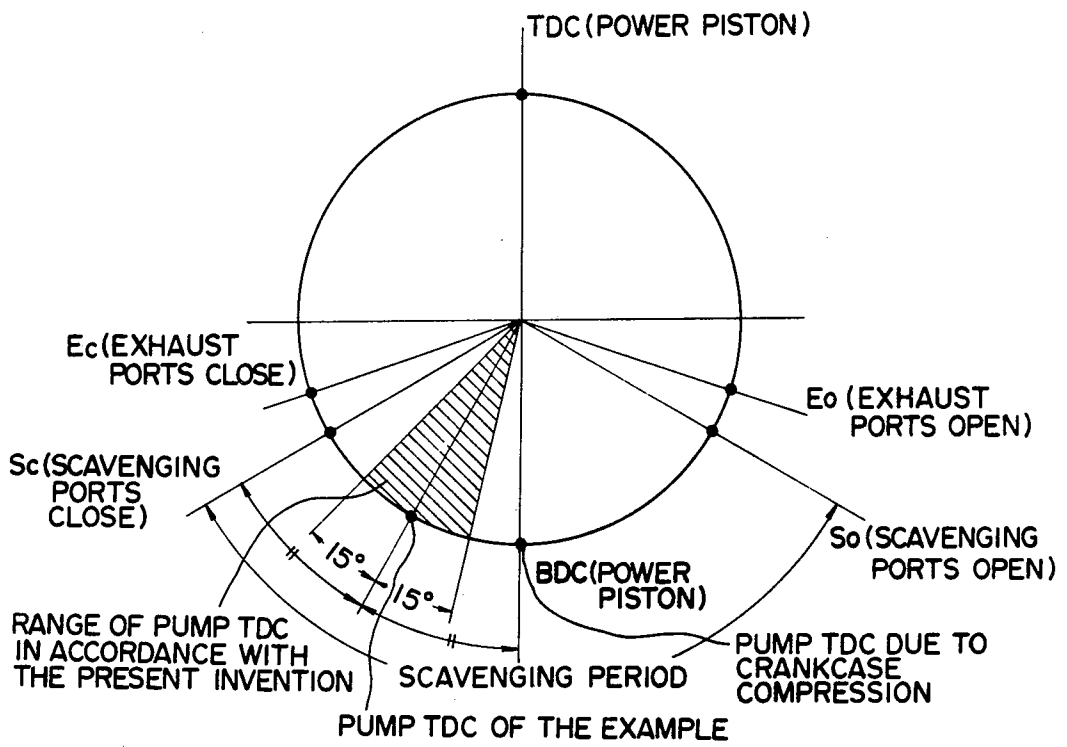 TDC (POWER PISTON)
Ec (EXHAUST
PORTS CLOSE)
Eo (EXHAUST
PORTS OPEN)
Sc (SCAVENGING
PORTS
CLOSE)
So (SCAVENGING
PORTS OPEN)
15°
15°
BDC (POWER
PISTON)
RANGE OF PUMP TDC
IN ACCORDANCE WITH
THE PRESENT INVENTION
SCAVENGING PERIOD
PUMP TDC DUE TO
CRANKCASE
COMPRESSION
PUMP TDC OF THE EXAMPLE